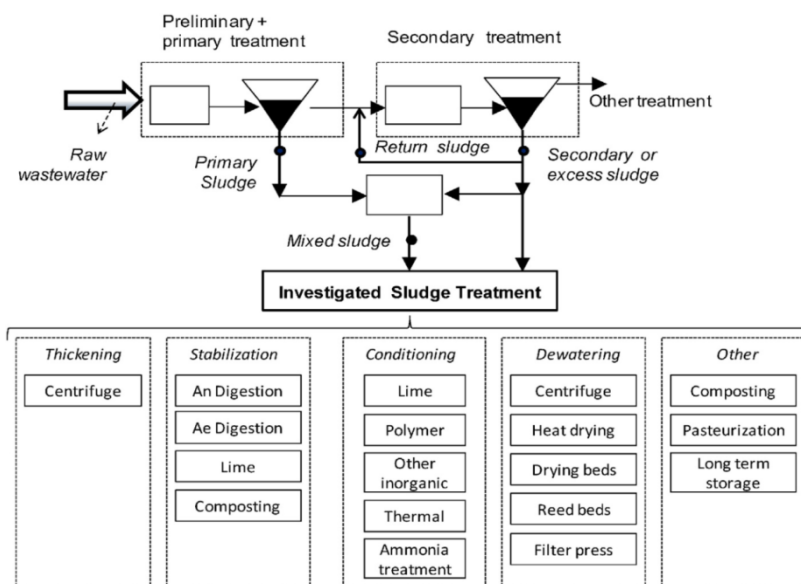 Preliminary +
primary treatment
Secondary treatment
Other treatment
Raw
wastewater
Primary
Sludge
Return sludge
Secondary or
excess sludge
Mixed sludge
Investigated Sludge Treatment
Thickening
Centrifuge
Stabilization
An Digestion
Ae Digestion
Lime
Composting
Conditioning
Lime
Polymer
Other
inorganic
Thermal
Ammonia
treatment
Dewatering
Centrifuge
Heat drying
Drying beds
Reed beds
Filter press
Other
Composting
Pasteurization
Long term
storage